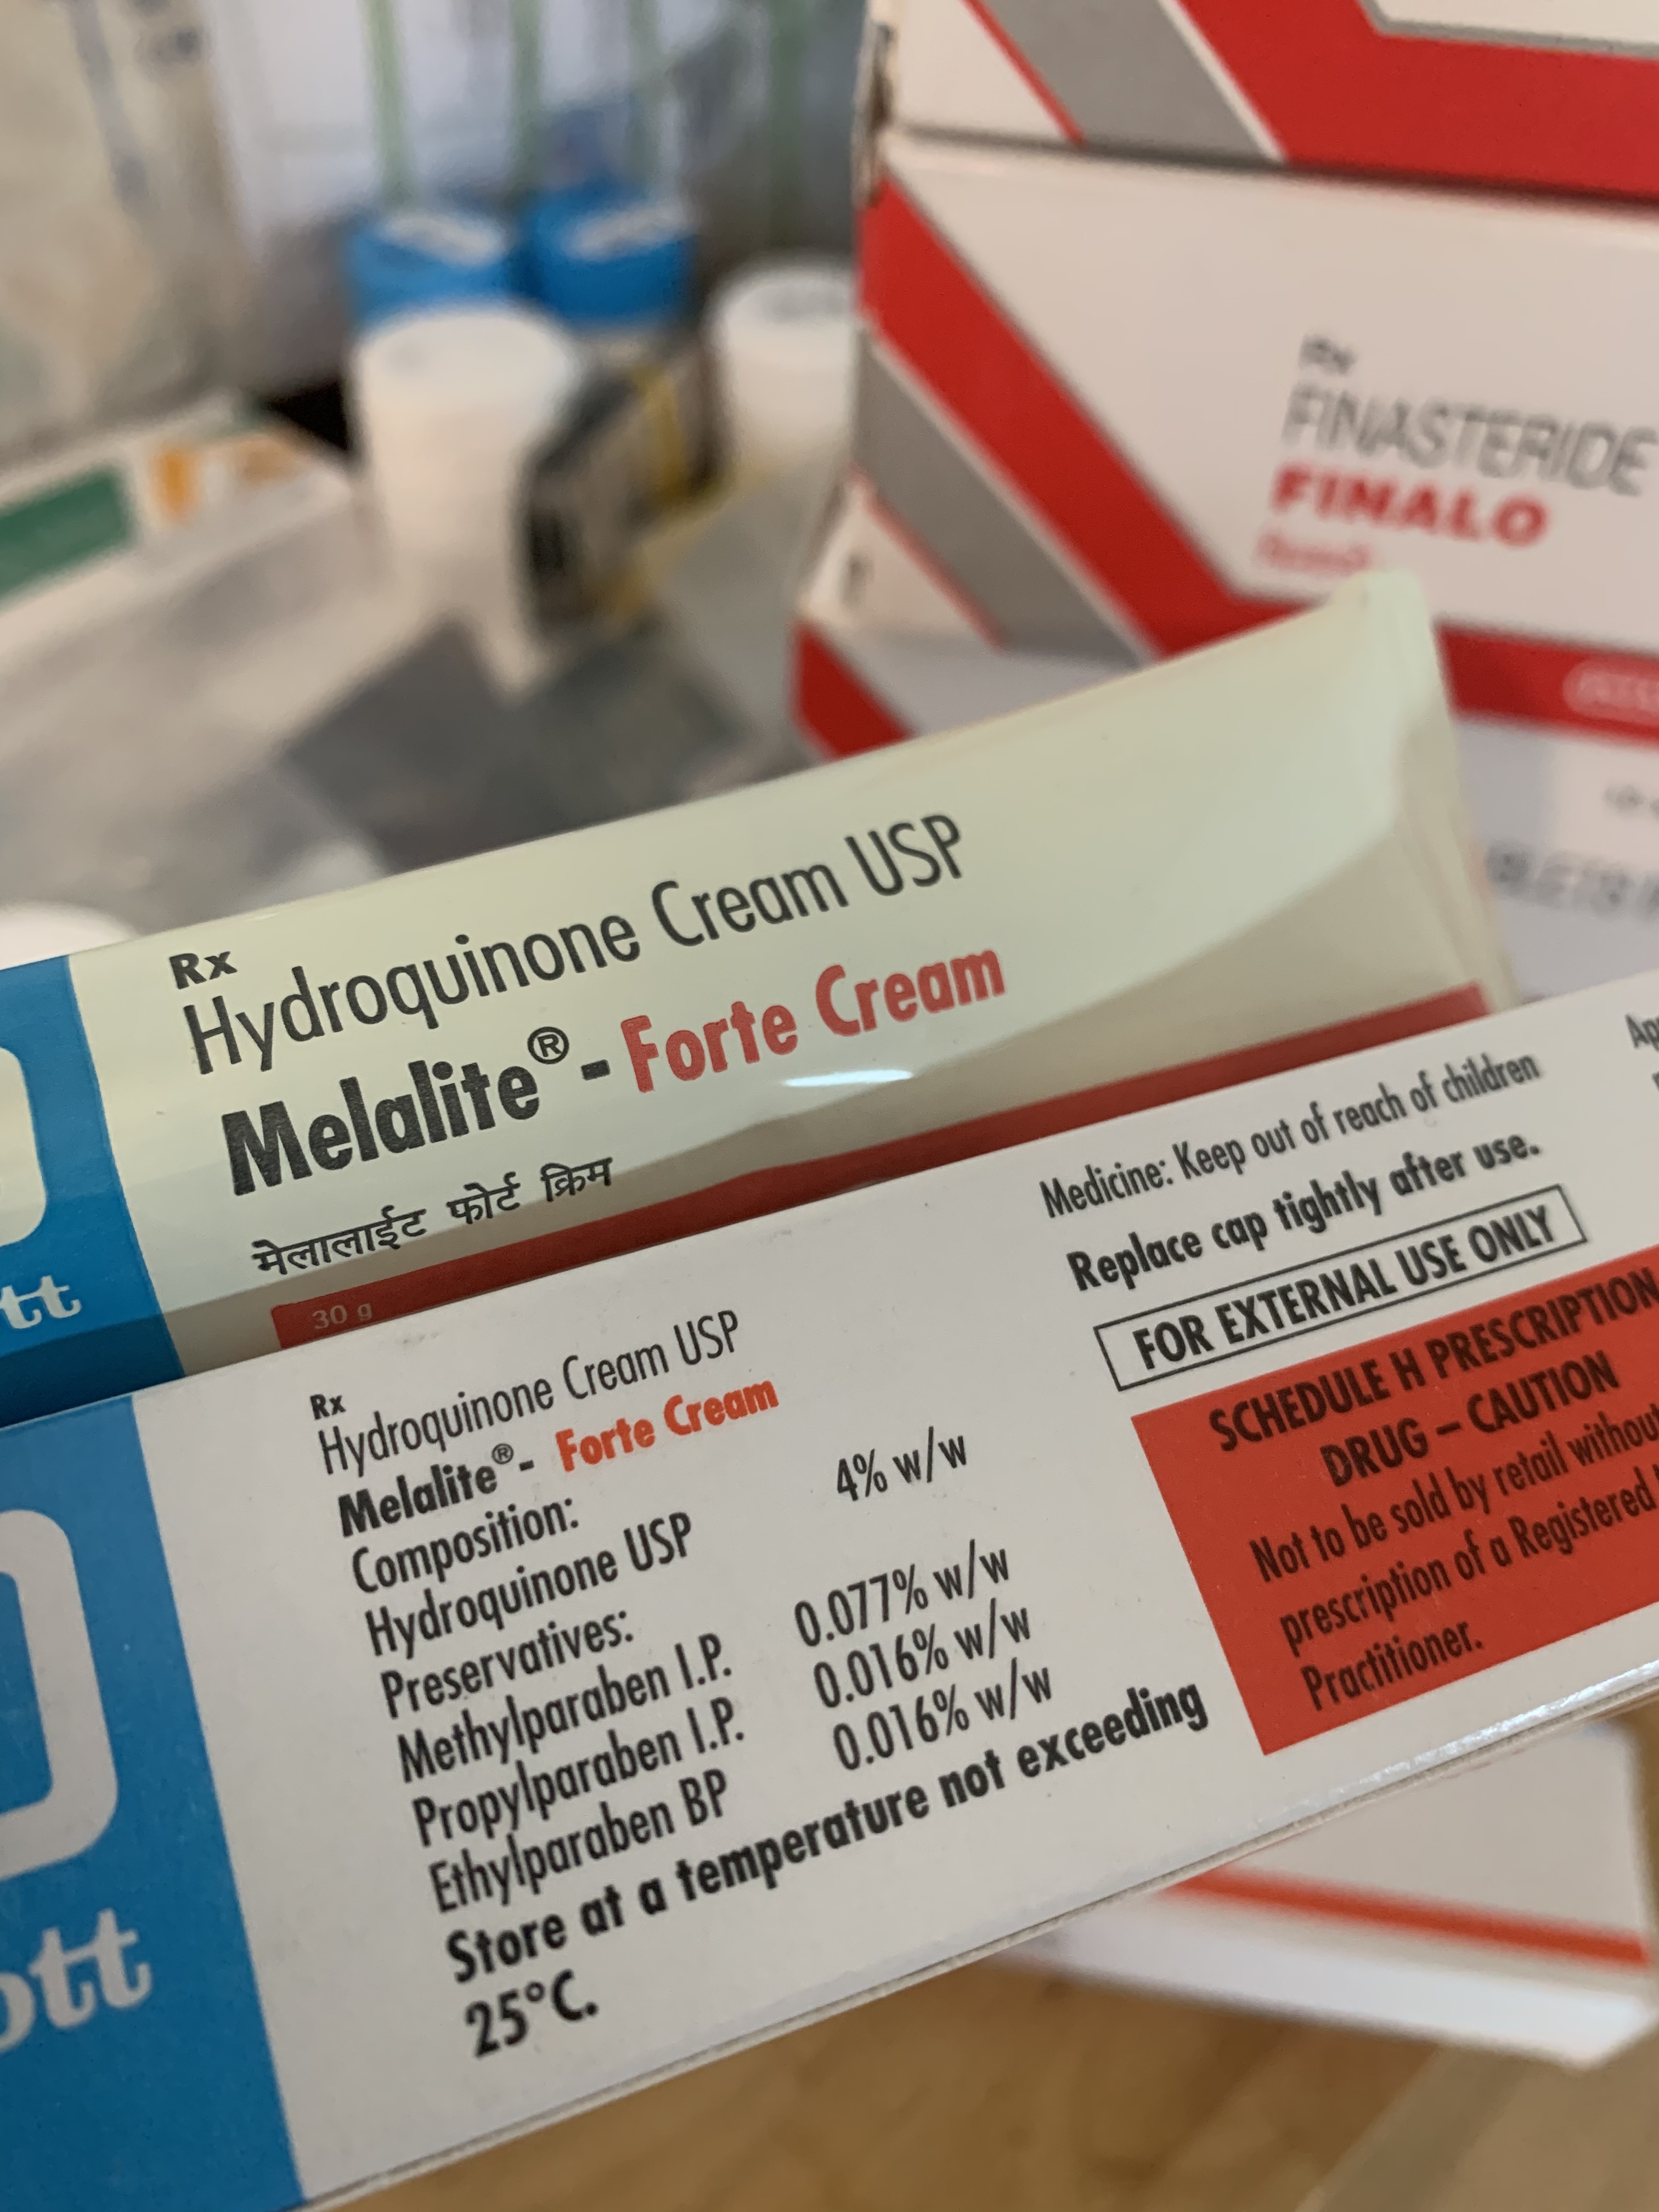 Rx
FINASTERIDE
FINALO
Rx
Hydroquinone Cream USP
Melalite®- Forte Cream
मेलालाईट फोर्ट क्रिम
30 g
tt
Rx
Hydroquinone Cream USP
Melalite®- Forte Cream
Composition:
Hydroquinone USP 4% w/w
Preservatives:
Methylparaben I.P. 0.077% w/w
Propylparaben I.P. 0.016% w/w
Ethylparaben BP 0.016% w/w
Store at a temperature not exceeding
25°C.
ott
Medicine: Keep out of reach of children
Replace cap tightly after use.
FOR EXTERNAL USE ONLY
SCHEDULE H PRESCRIPTION
DRUG – CAUTION
Not to be sold by retail without
prescription of a Registered
Practitioner.